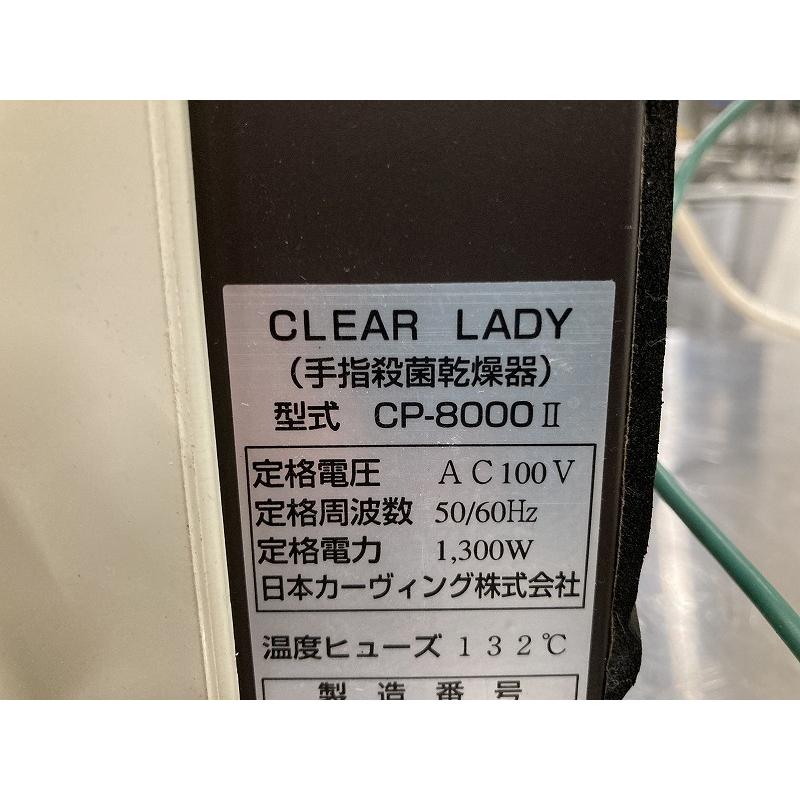 CLEAR LADY
（手指殺菌乾燥器）
型式 CP-8000Ⅱ
定格電圧 AC100V
定格周波数 50/60Hz
定格電力 1,300W
日本カーヴィング株式会社
温度ヒューズ 132℃
製造番号